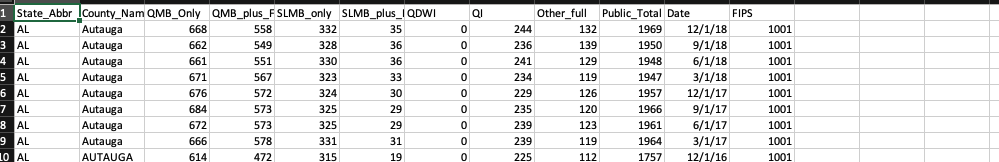 1 State_Abbr County_Nam QMB_Only QMB_plus_F SLMB_only SLMB_plus_I QDWI QI Other_full Public_Total Date FIPS
2 AL Autauga 668 558 332 35 0 244 132 1969 12/1/18 1001
3 AL Autauga 662 549 328 36 0 236 139 1950 9/1/18 1001
4 AL Autauga 661 551 330 36 0 241 129 1948 6/1/18 1001
5 AL Autauga 671 567 323 33 0 234 119 1947 3/1/18 1001
6 AL Autauga 676 572 324 30 0 229 126 1957 12/1/17 1001
7 AL Autauga 684 573 325 29 0 235 120 1966 9/1/17 1001
8 AL Autauga 672 573 325 29 0 239 123 1961 6/1/17 1001
9 AL Autauga 666 578 331 31 0 239 119 1964 3/1/17 1001
10 AL AUTAUGA 614 472 315 19 0 225 112 1757 12/1/16 1001